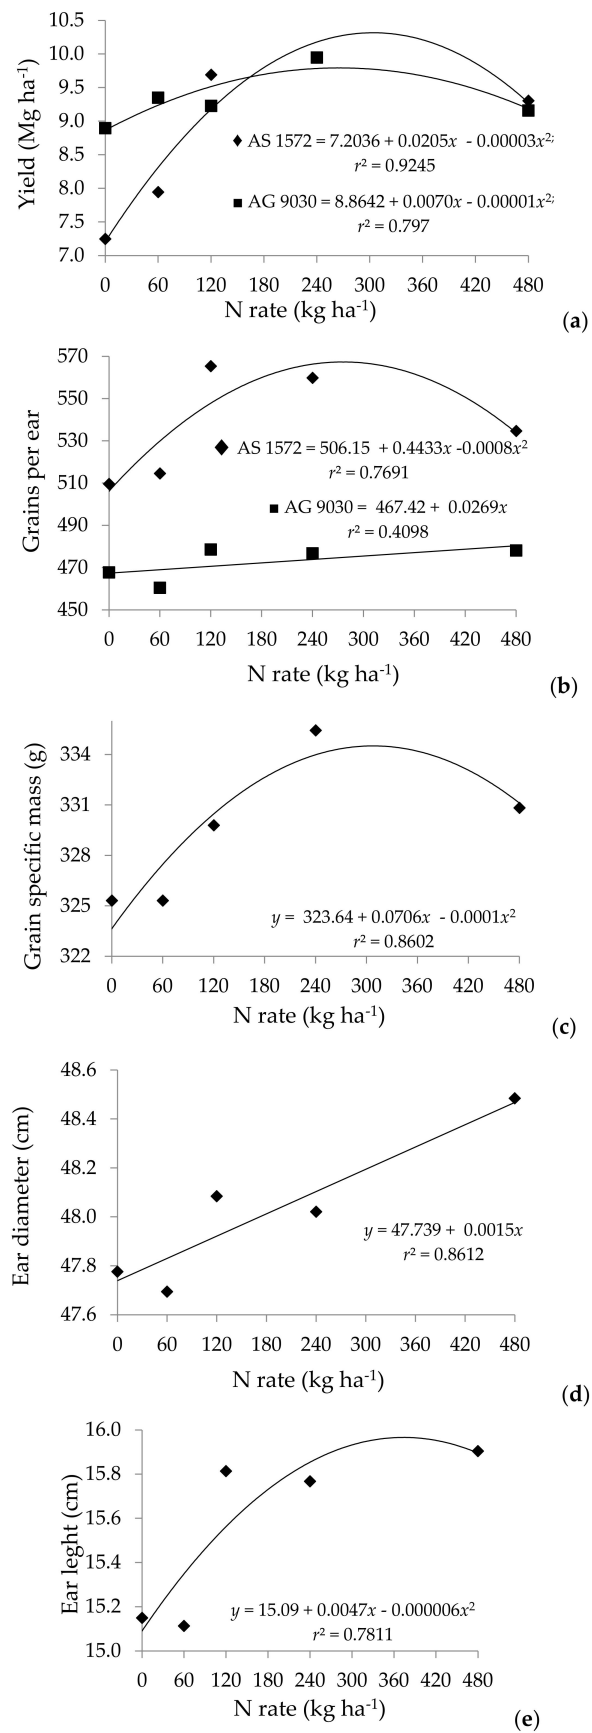 10.5
10.0
9.5
9.0
8.5
8.0
7.5
7.0
Yield (Mg ha-1)
AS 1572 = 7.2036 + 0.0205x - 0.00003x2;
r² = 0.9245
AG 9030 = 8.8642 + 0.0070x - 0.00001x2;
r² = 0.797
0 60 120 180 240 300 360 420 480
N rate (kg ha-1)
(a)
570
550
530
510
490
470
450
Grains per ear
AS 1572 = 506.15 + 0.4433x -0.0008x2
r² = 0.7691
AG 9030 = 467.42 + 0.0269x
r² = 0.4098
0 60 120 180 240 300 360 420 480
N rate (kg ha-1)
(b)
334
331
328
325
322
Grain specific mass (g)
y = 323.64 + 0.0706x - 0.0001x2
r² = 0.8602
0 60 120 180 240 300 360 420 480
N rate (kg ha-1)
(c)
48.6
48.4
48.2
48.0
47.8
47.6
Ear diameter (cm)
y = 47.739 + 0.0015x
r² = 0.8612
0 60 120 180 240 300 360 420 480
N rate (kg ha-1)
(d)
16.0
15.8
15.6
15.4
15.2
15.0
Ear leght (cm)
y = 15.09 + 0.0047x - 0.000006x2
r² = 0.7811
0 60 120 180 240 300 360 420 480
N rate (kg ha-1)
(e)